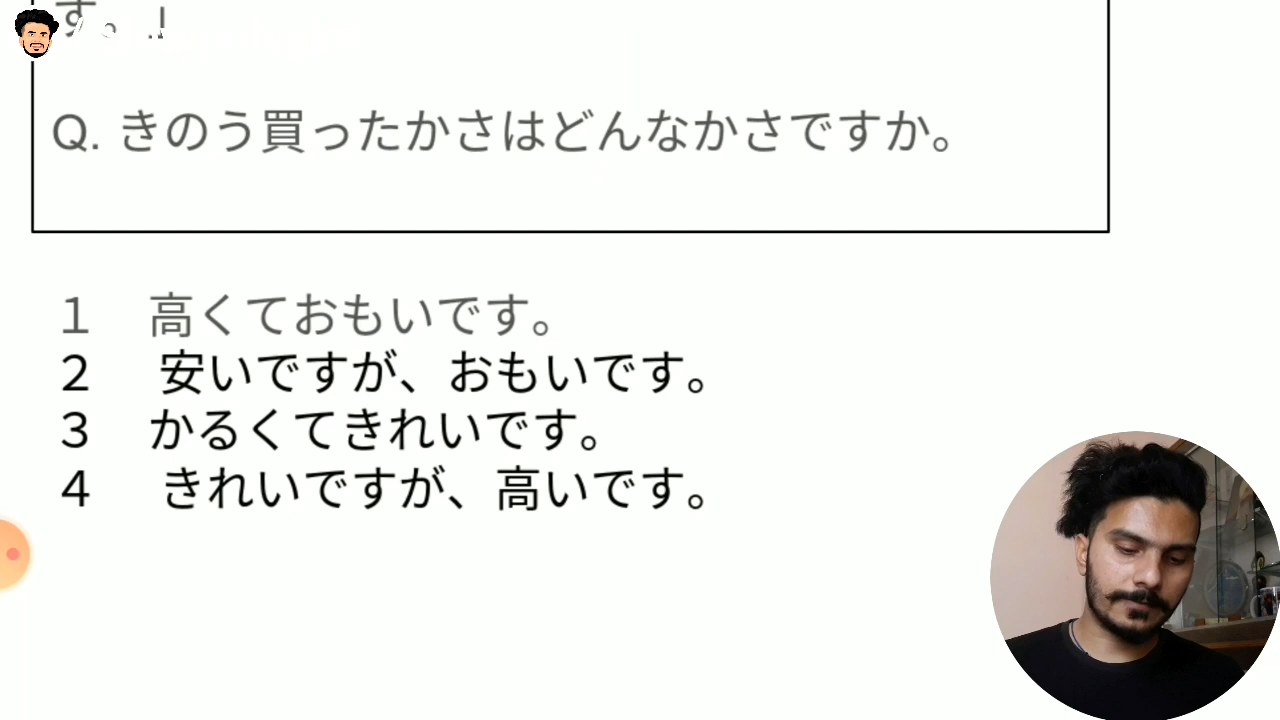 す。」
Q. きのう買ったかさはどんなかさですか。
１　高くておもいです。
２　安いですが、おもいです。
３　かるくてきれいです。
４　きれいですが、高いです。